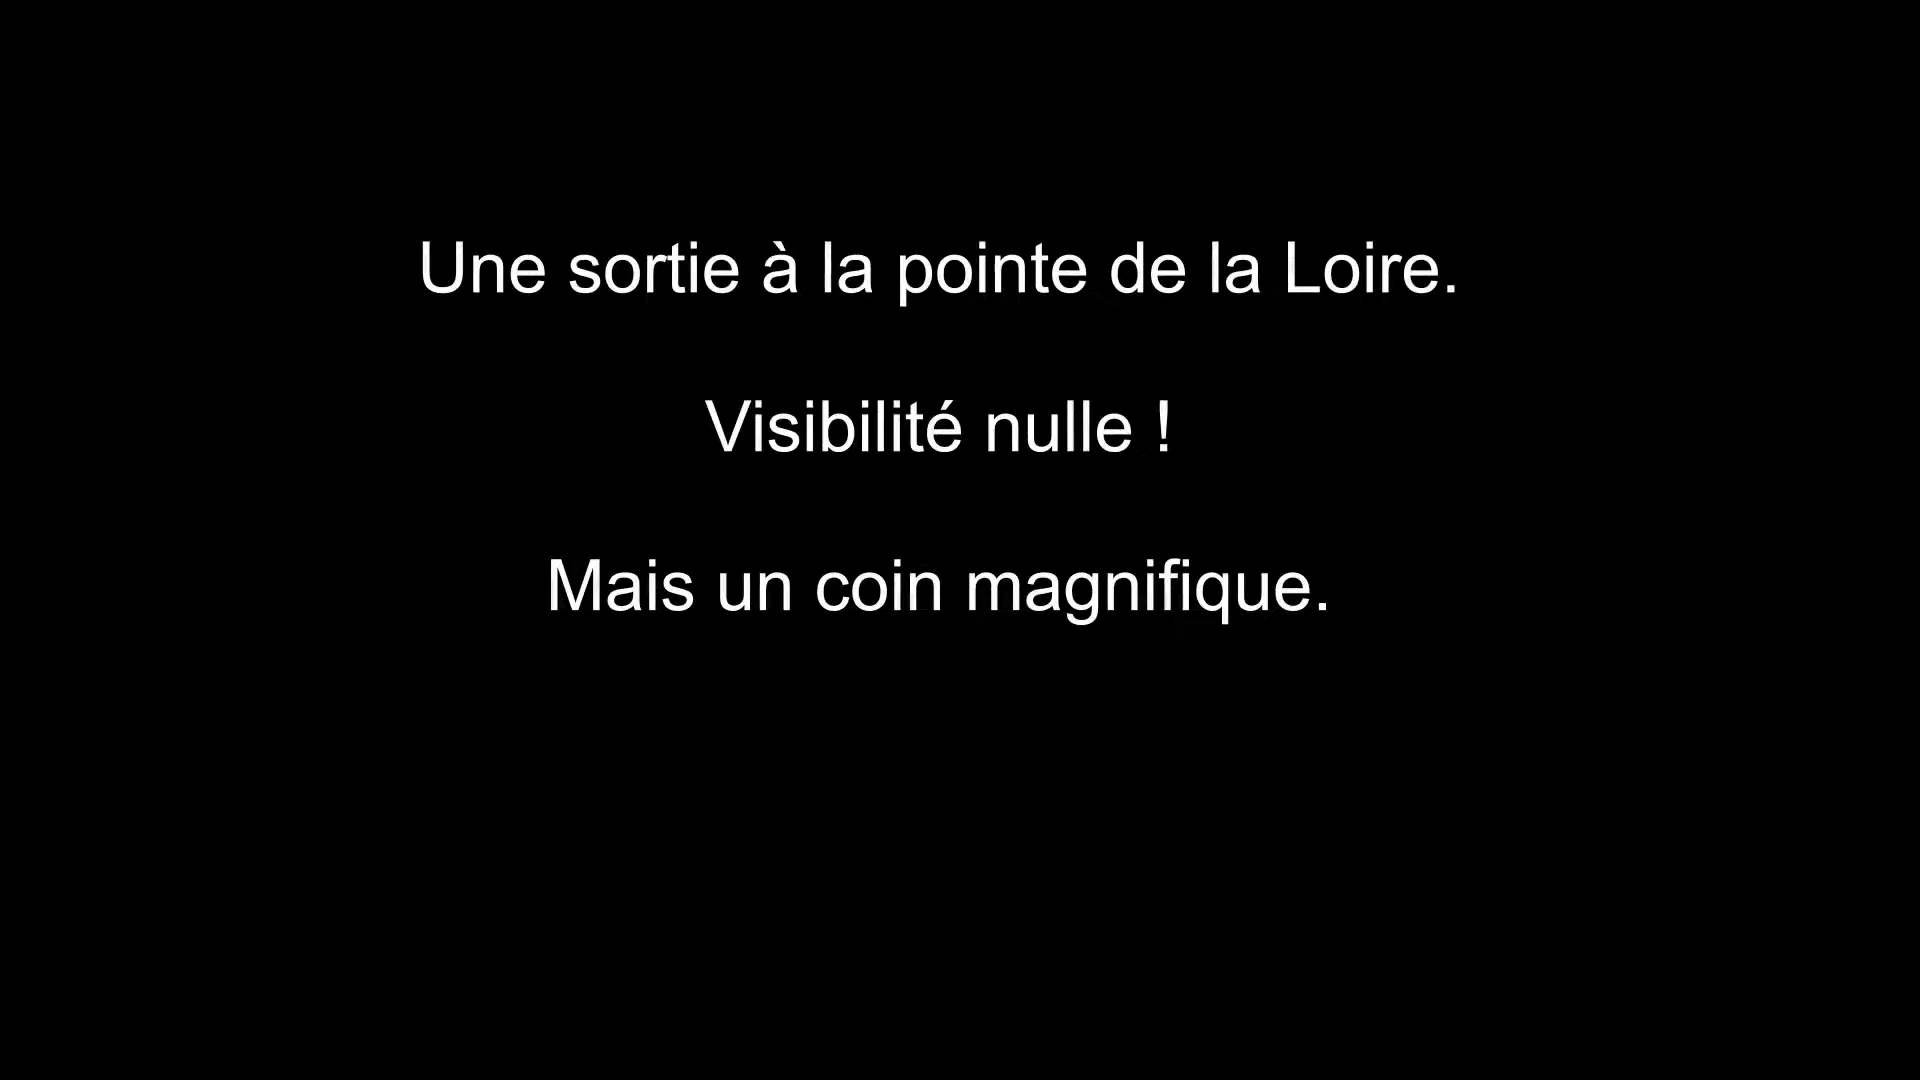 Une sortie à la pointe de la Loire.
Visibilité nulle !
Mais un coin magnifique.